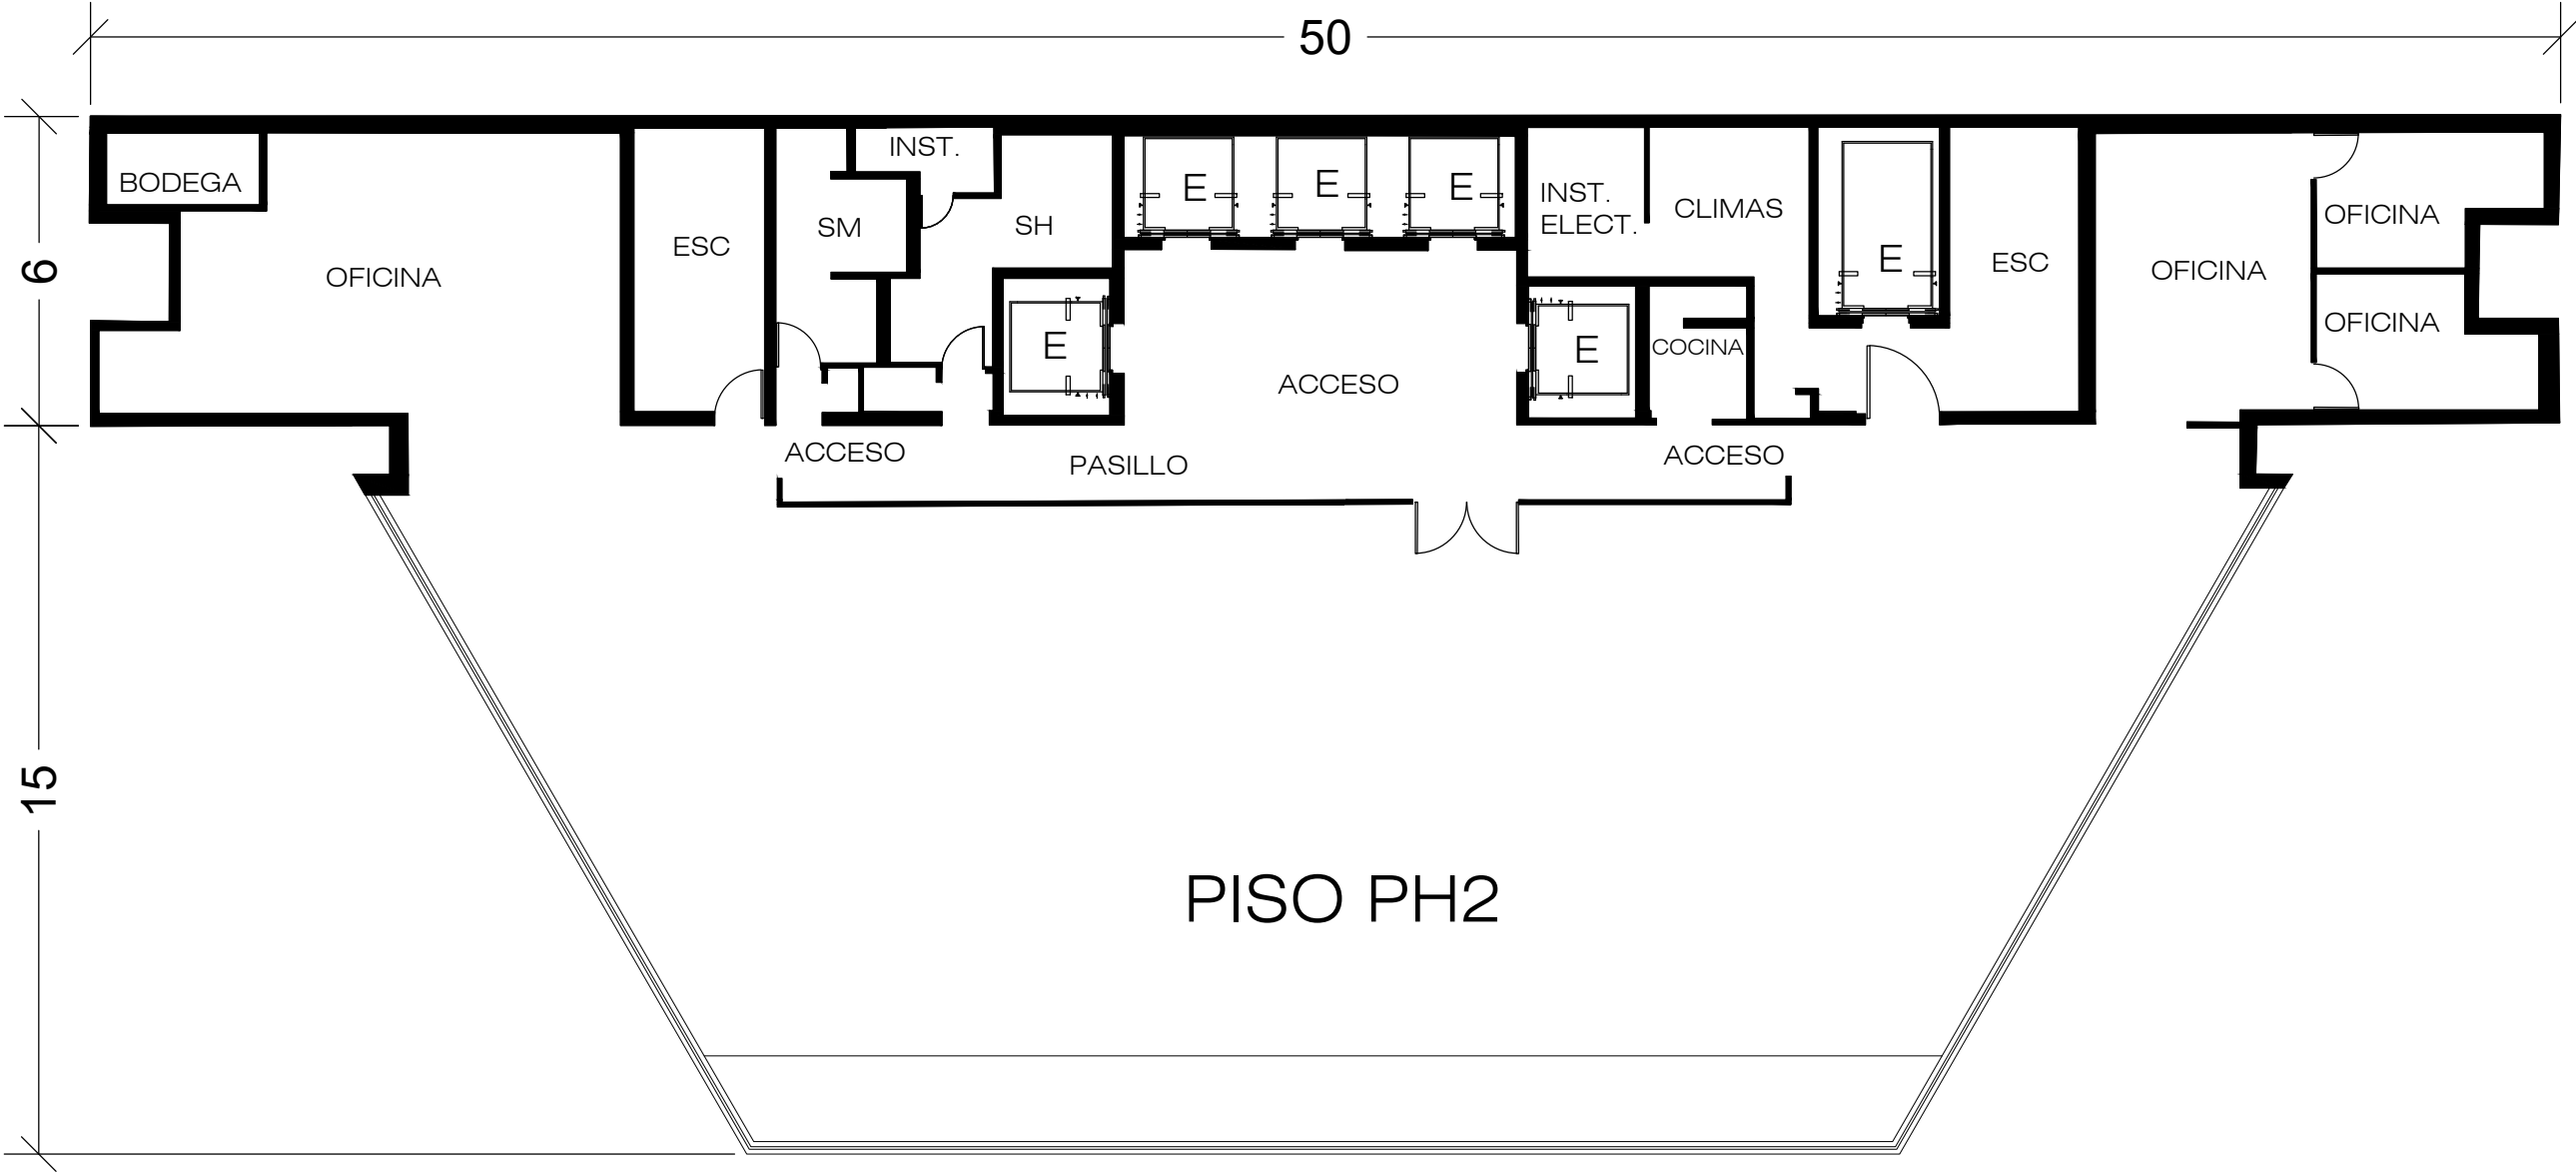 50
6
15
BODEGA
OFICINA
ESC
SM
INST.
SH
E
E
E
E
ACCESO
INST.
ELECT.
CLIMAS
E
COCINA
E
ESC
OFICINA
OFICINA
OFICINA
ACCESO
PASILLO
ACCESO
PISO PH2